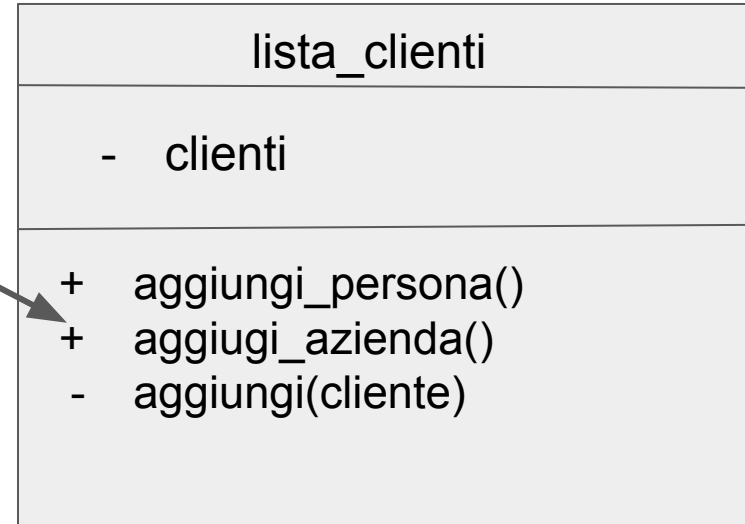 lista_clienti
- clienti
+ aggiungi_persona()
+ aggiugi_azienda()
- aggiungi(cliente)